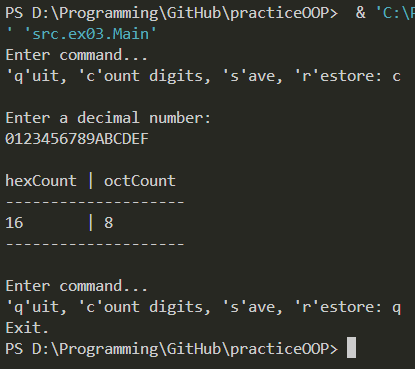 PS D:\Programming\GitHub\practiceOOP>  & 'C:\
' 'src.ex03.Main'
Enter command...
'q'uit, 'c'ount digits, 's'ave, 'r'estore: c
Enter a decimal number:
0123456789ABCDEF
hexCount | octCount
-------------------
16       | 8
-------------------
Enter command...
'q'uit, 'c'ount digits, 's'ave, 'r'estore: q
Exit.
PS D:\Programming\GitHub\practiceOOP>